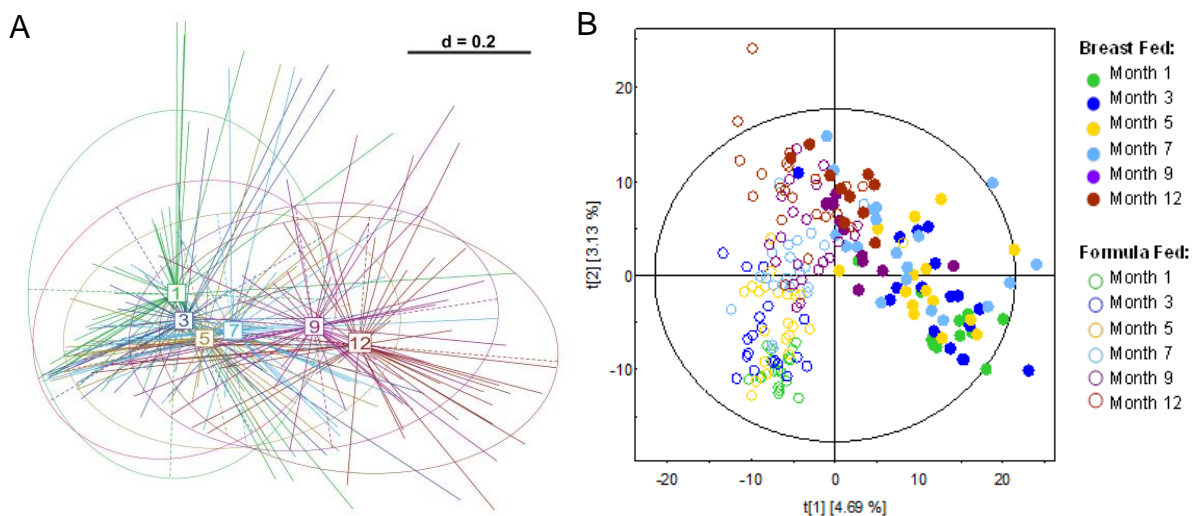 A
d = 0.2
1
3
5
7
9
12
B
20
10
0
-10
-20
-10
0
10
20
t[2] [3.13 %]
t[1] [4.69 %]
Breast Fed:
Month 1
Month 3
Month 5
Month 7
Month 9
Month 12
Formula Fed:
Month 1
Month 3
Month 5
Month 7
Month 9
Month 12